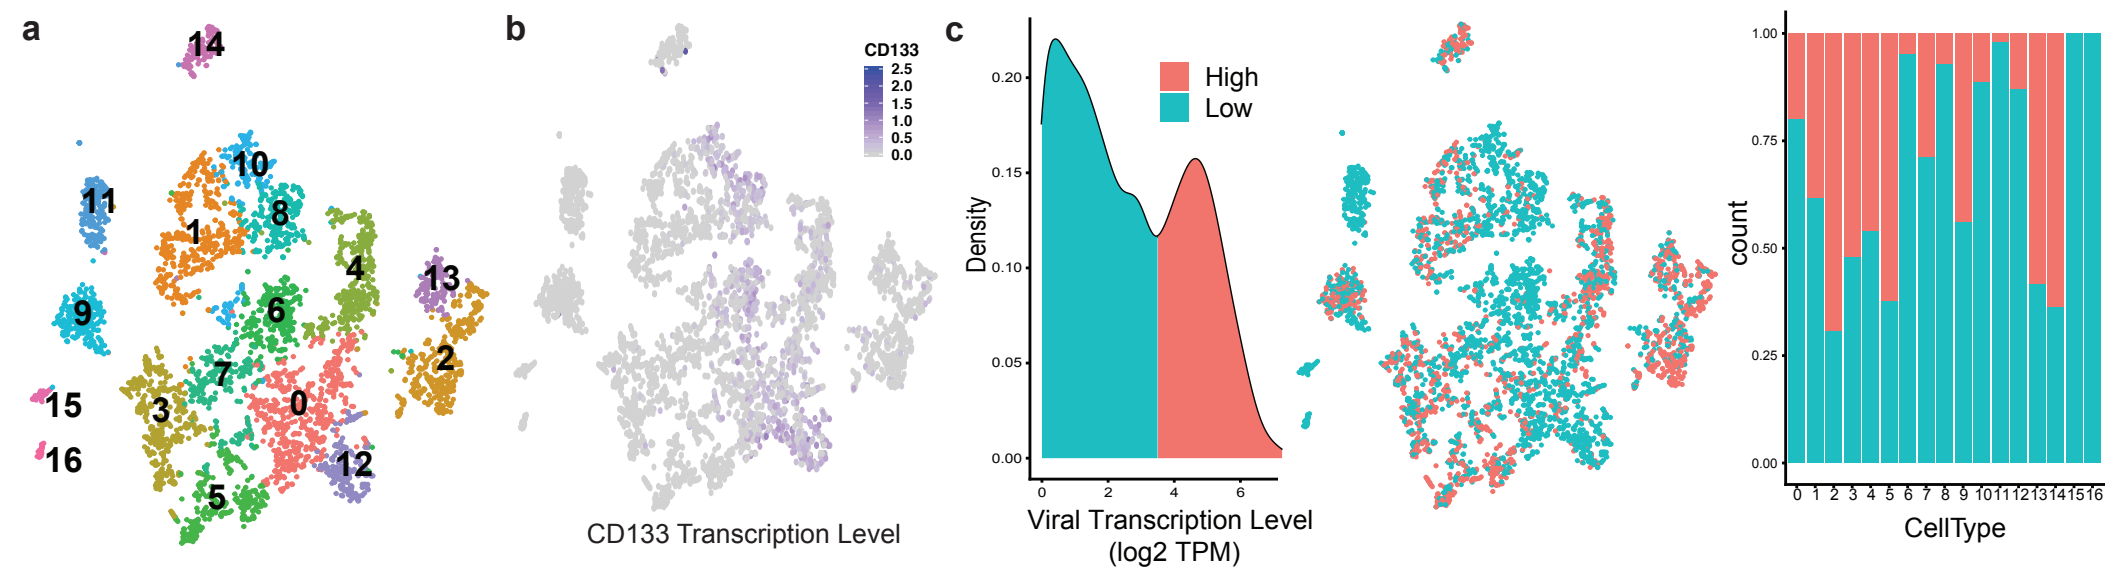 a
14
10
11
8
1
4
13
9
6
2
7
15
3
0
16
12
5
b
CD133
2.5
2.0
1.5
1.0
0.5
0.0
CD133 Transcription Level
c
0.20
0.15
0.10
0.05
0.00
Density
High
Low
0 2 4 6
Viral Transcription Level
(log2 TPM)
1.00
0.75
0.50
0.25
0.00
count
0 1 2 3 4 5 6 7 8 9 10 11 12 13 14 15 16
CellType